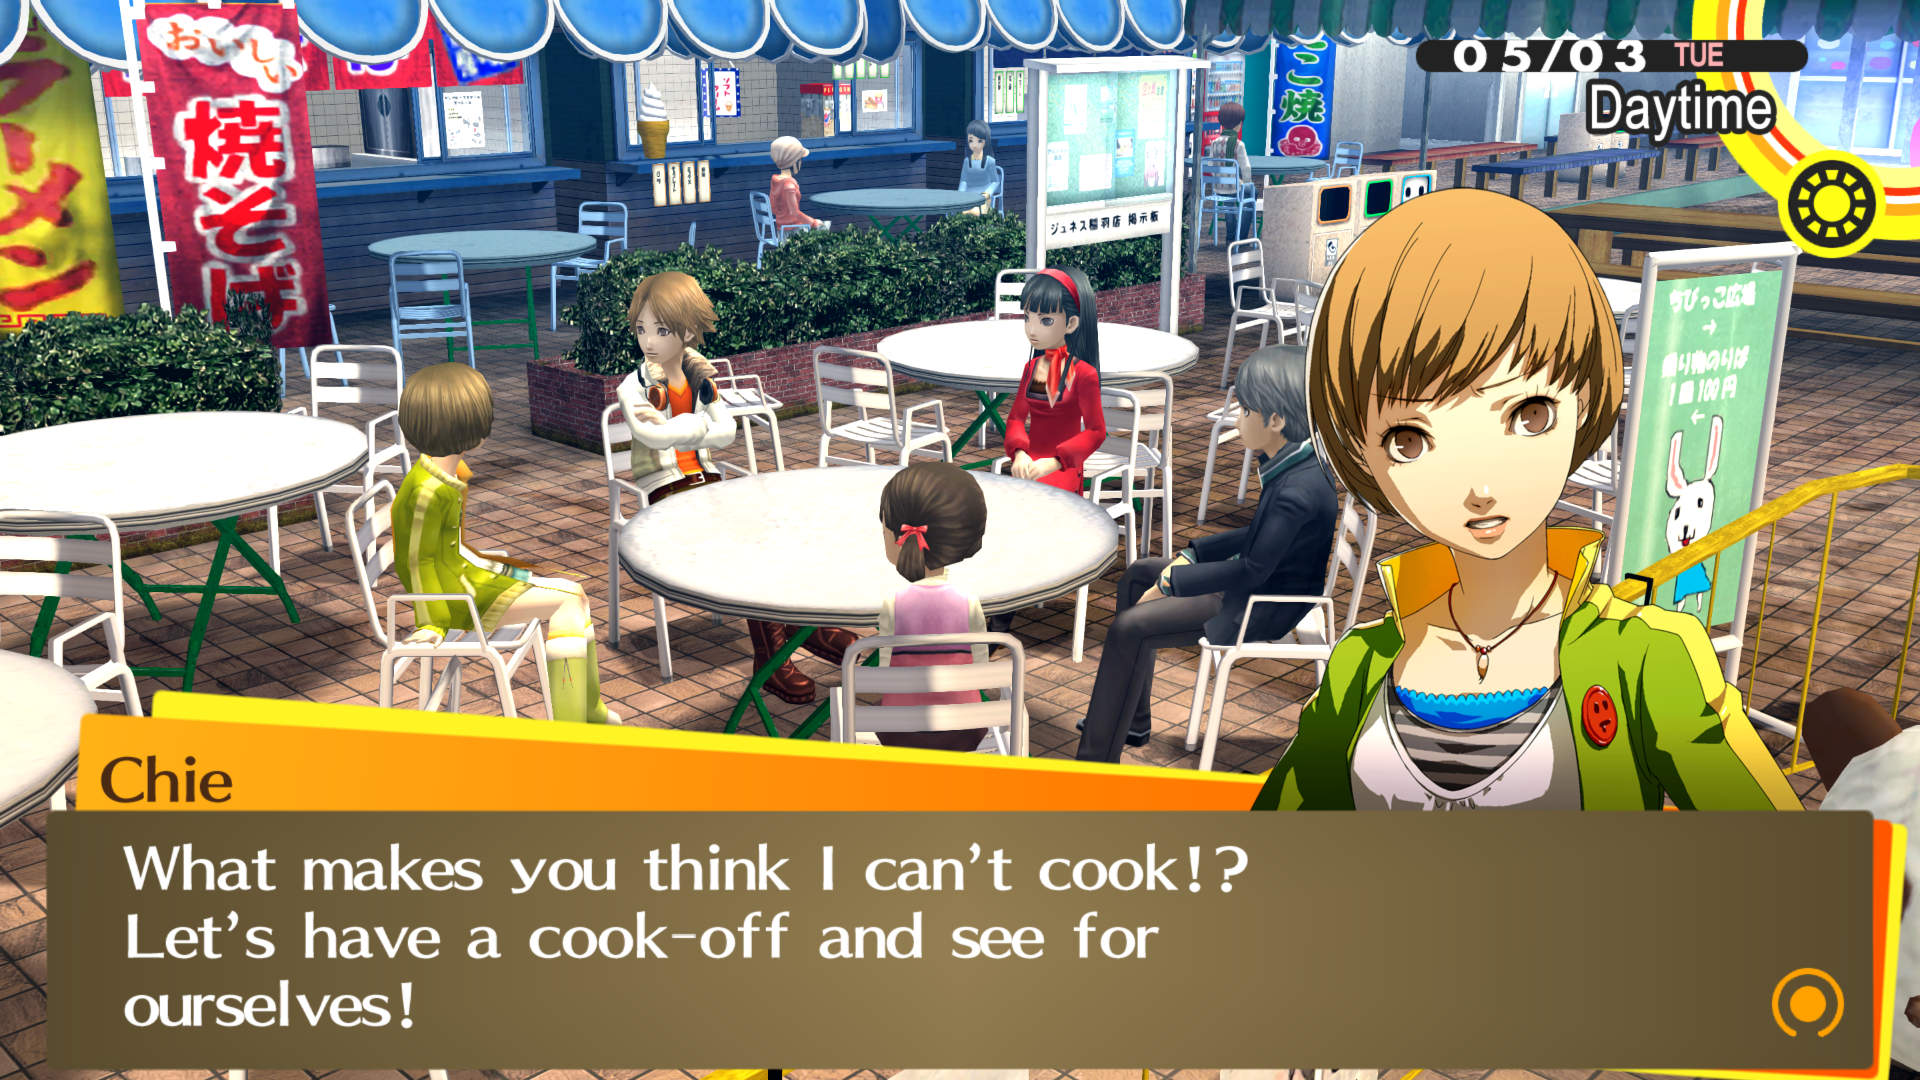 おいしい
焼そば
ラーメン
こ焼
05/03 TUE
Daytime
ジュネス稲羽店 掲示板
ちびっこ広場
→
乗り物のりば
1回100円
←
Chie
What makes you think I can't cook!?
Let's have a cook-off and see for
ourselves!